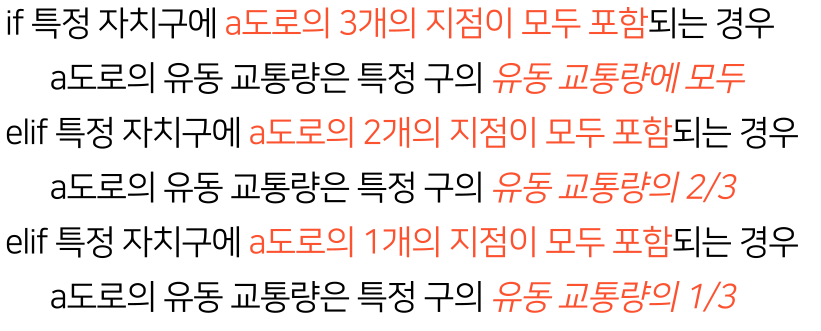 if 특정 자치구에 a도로의 3개의 지점이 모두 포함되는 경우
a도로의 유동 교통량은 특정 구의 유동 교통량에 모두
elif 특정 자치구에 a도로의 2개의 지점이 모두 포함되는 경우
a도로의 유동 교통량은 특정 구의 유동 교통량의 2/3
elif 특정 자치구에 a도로의 1개의 지점이 모두 포함되는 경우
a도로의 유동 교통량은 특정 구의 유동 교통량의 1/3